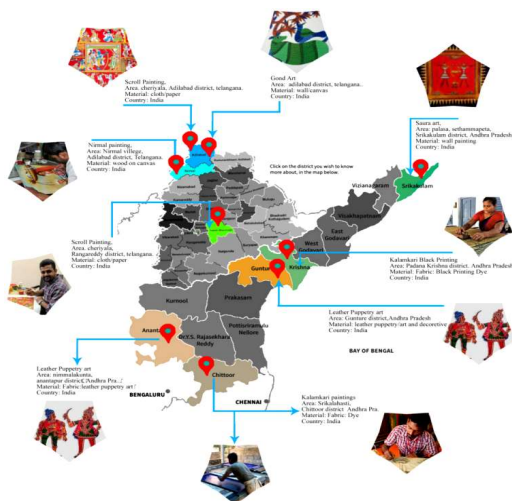 Scroll Painting,
Area: cheriyala, Adilabad district, telangana.
Material: cloth/paper
Country: India
Gond Art
Area: adilabad district, telangana.
Material: wall/canvas
Country: India
Saura art,
Area: palasa, sethammapeta,
Srikakulam district, Andhra Pradesh
Material: wall painting
Country: India
Nirmal painting,
Area: Nirmal village,
Adilabad district, Telangana.
Material: wood on canvas
Country: India
Click on the district you wish to know
more about, in the map below.
Vizianagaram
Srikakulam
Visakhapatnam
East
Godavari
West
Godavari
Krishna
Guntur
Scroll Painting,
Area: cheriyala,
Rangareddy district, telangana.
Material: cloth/paper
Country: India
Kalamkari Black Printing
Area: Padana Krishna district, Andhra Pradesh
Material: Fabric: Black Printing Dye
Country: India
Kurnool
Prakasam
Leather Puppetry art
Area: Gunture district,Andhra Pradesh
Material: leather puppetry/art and decoretive
Country: India
Ananta
Dr.Y.S. Rajasekhara
Reddy
Pottisriramulu
Nellore
BAY OF BENGAL
Leather Puppetry art
Area: nimmalakunta,
anantapur district,Andhra Pra..
Material: Fabric:leather puppetry art/
Country: India
Chittoor
BENGALURU
CHENNAI
Kalamkari paintings
Area: Srikalahasti,
Chittoor district Andhra Pra.
Material: Fabric: Dye
Country: India